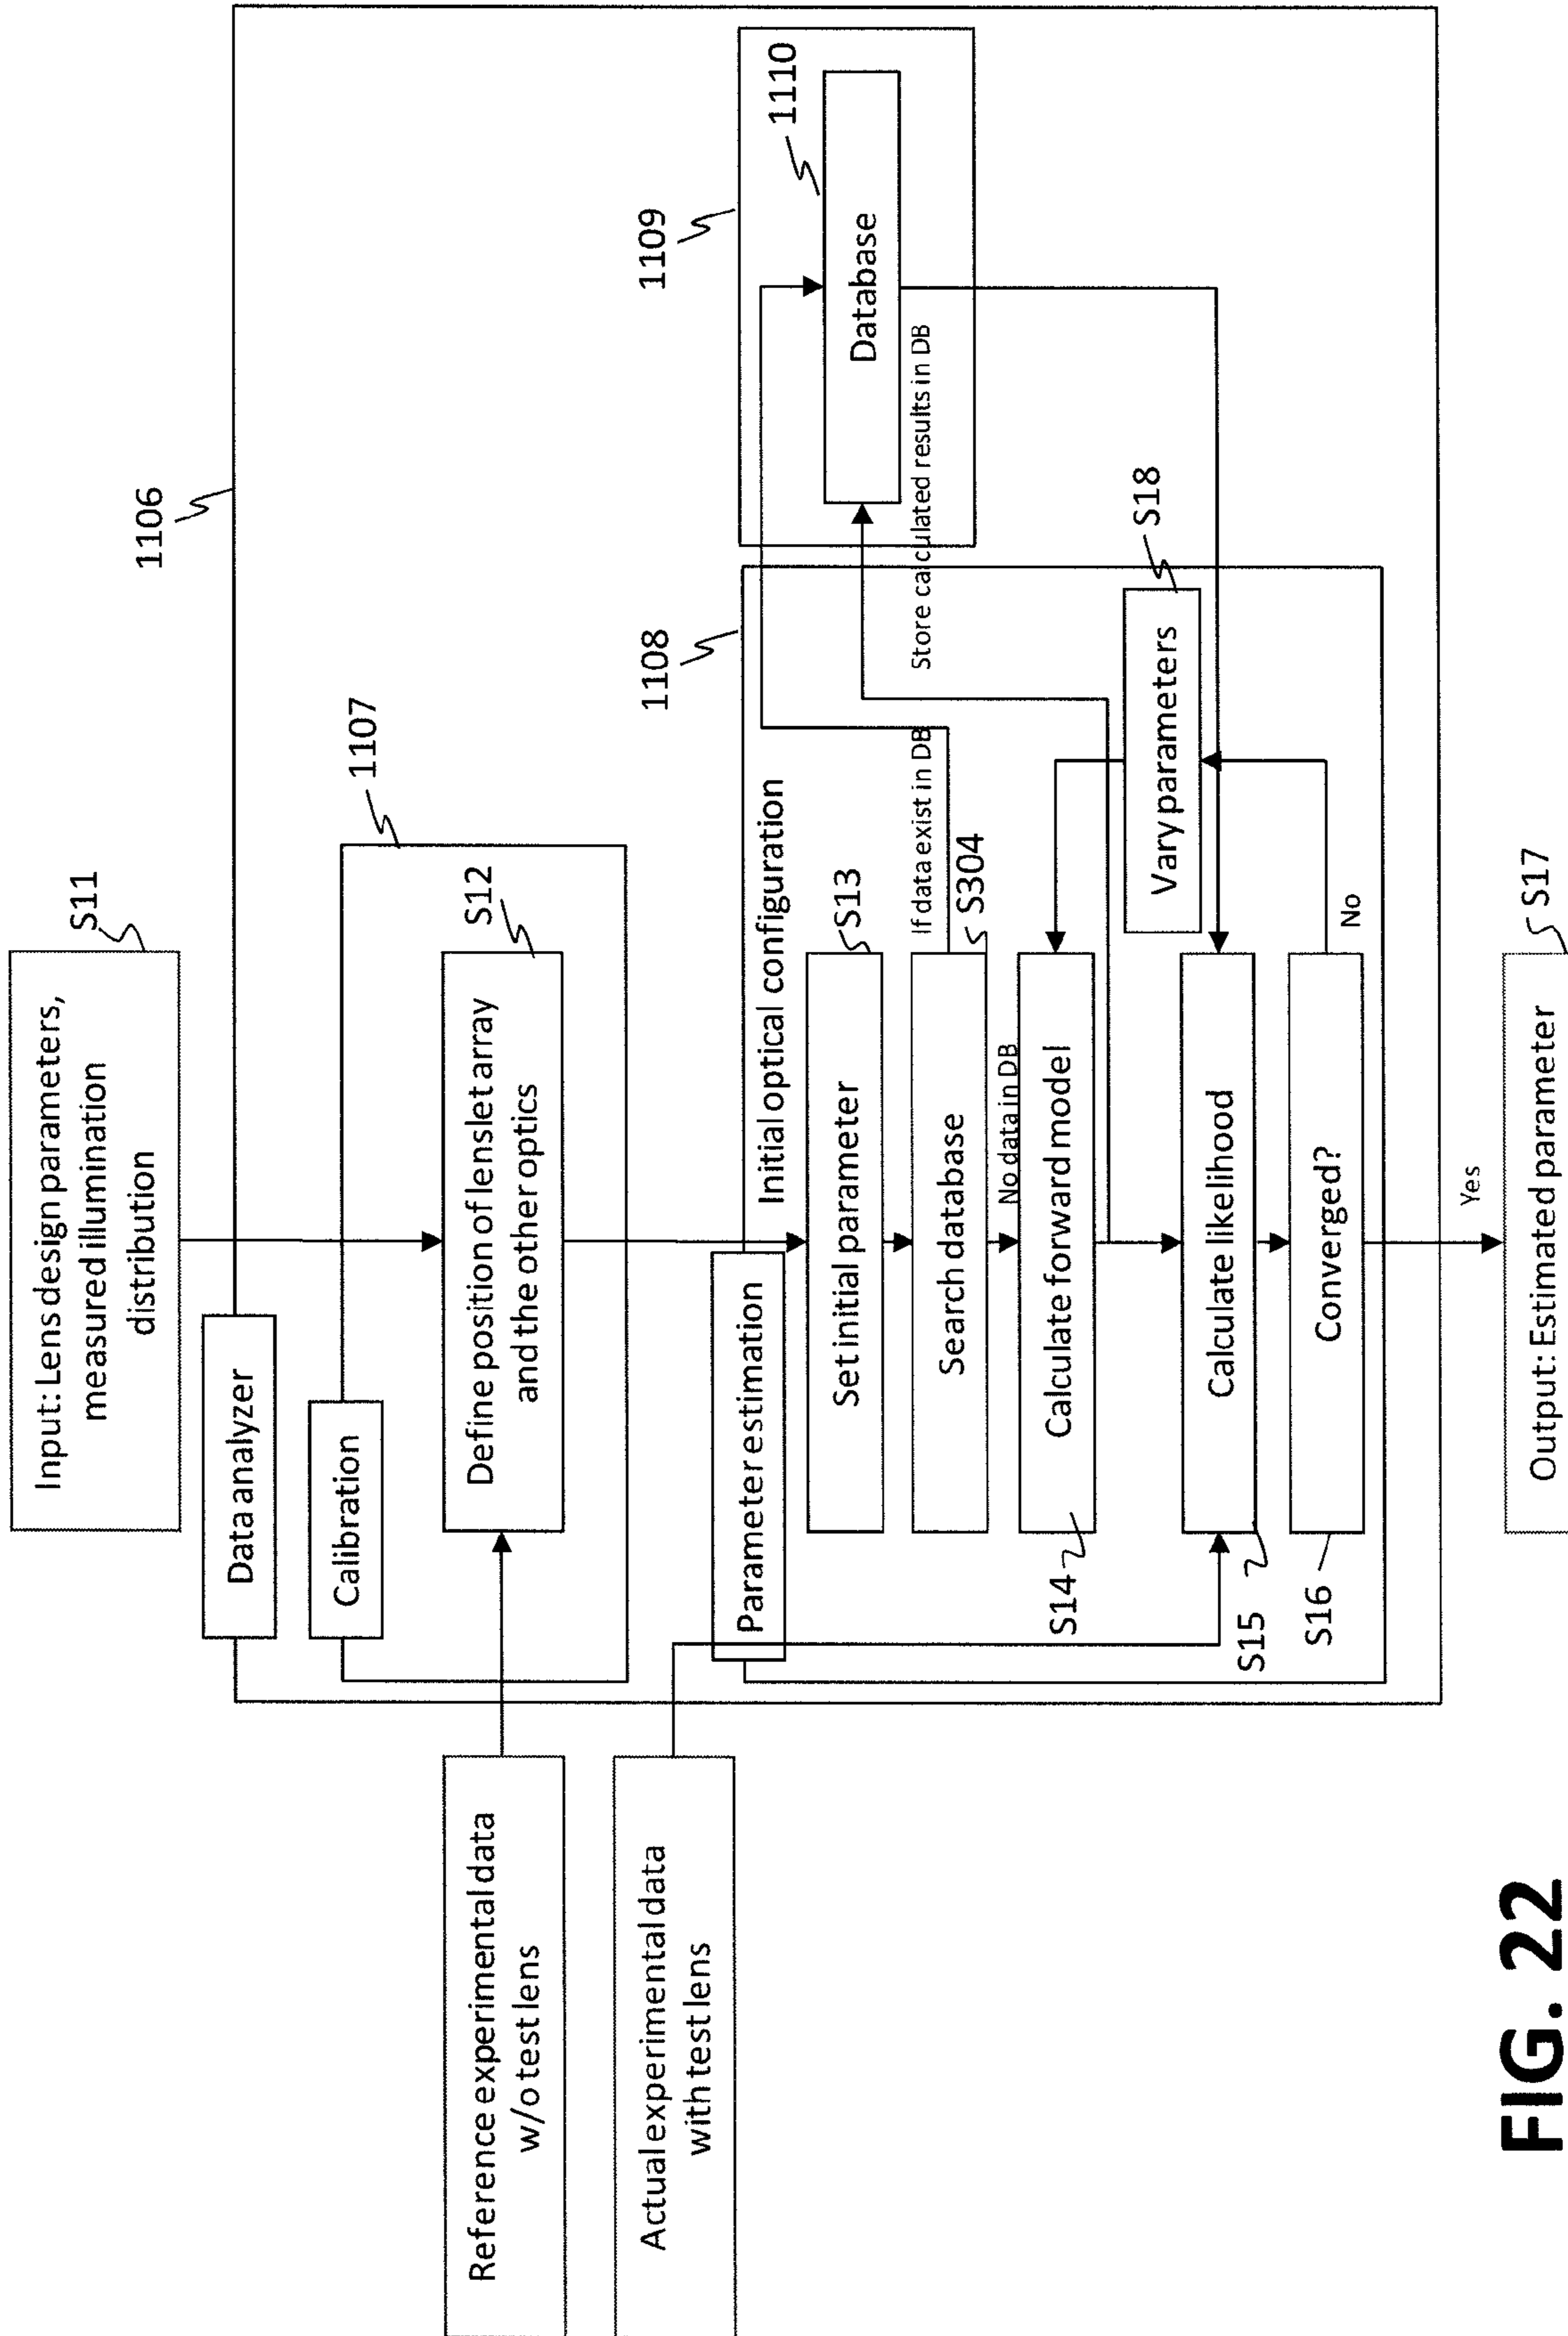 Input: Lens design parameters,
measured illumination
distribution
S11
1106
Data analyzer
Calibration
1107
S12
Define position of lenslet array
and the other optics
Reference experimental data
w/o test lens
Actual experimental data
with test lens
Parameter estimation
Initial optical configuration
1108
1109
1110
Database
Set initial parameter
S13
If data exist in DB
Search database
S304
Store calculated results in DB
No data in DB
Calculate forward model
S14
Vary parameters
S18
Calculate likelihood
S15
Converged?
S16
No
Yes
Output: Estimated parameter
S17
FIG. 22